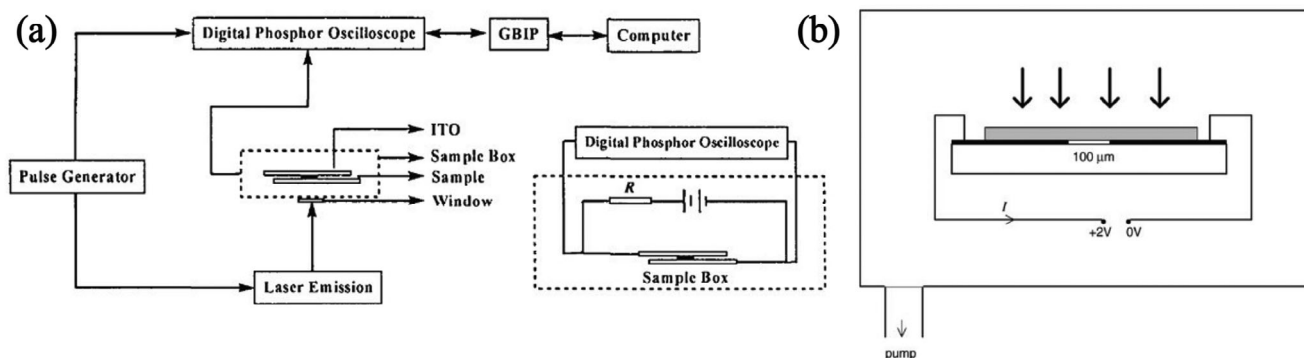 (a)
Digital Phosphor Oscilloscope
GBIP
Computer
ITO
Sample Box
Sample
Window
Pulse Generator
Laser Emission
Digital Phosphor Oscilloscope
R
Sample Box
(b)
100 µm
I
+2V
0V
pump